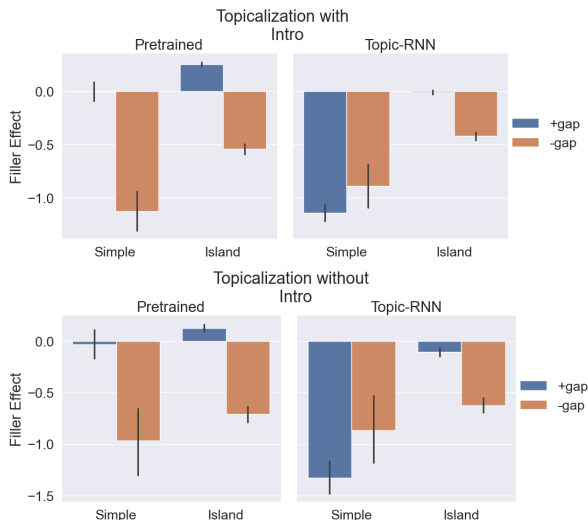 Topicalization with
Intro
Pretrained
Topic-RNN
Filler Effect
0.0
−0.5
−1.0
Simple
Island
Simple
Island
+gap
-gap
Topicalization without
Intro
Pretrained
Topic-RNN
Filler Effect
0.0
−0.5
−1.0
−1.5
Simple
Island
Simple
Island
+gap
-gap